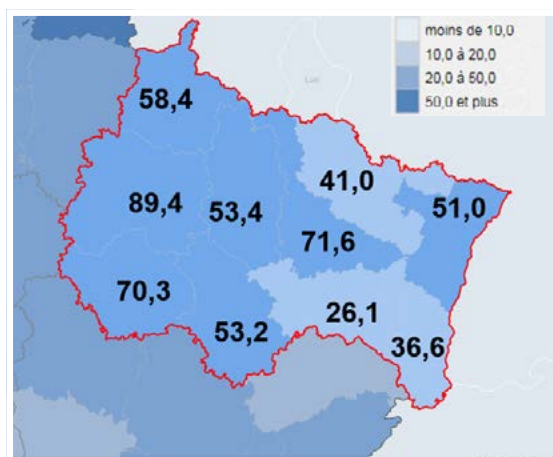 moins de 10,0
10,0 à 20,0
20,0 à 50,0
50,0 et plus
58,4
41,0
89,4
53,4
51,0
71,6
70,3
26,1
53,2
36,6